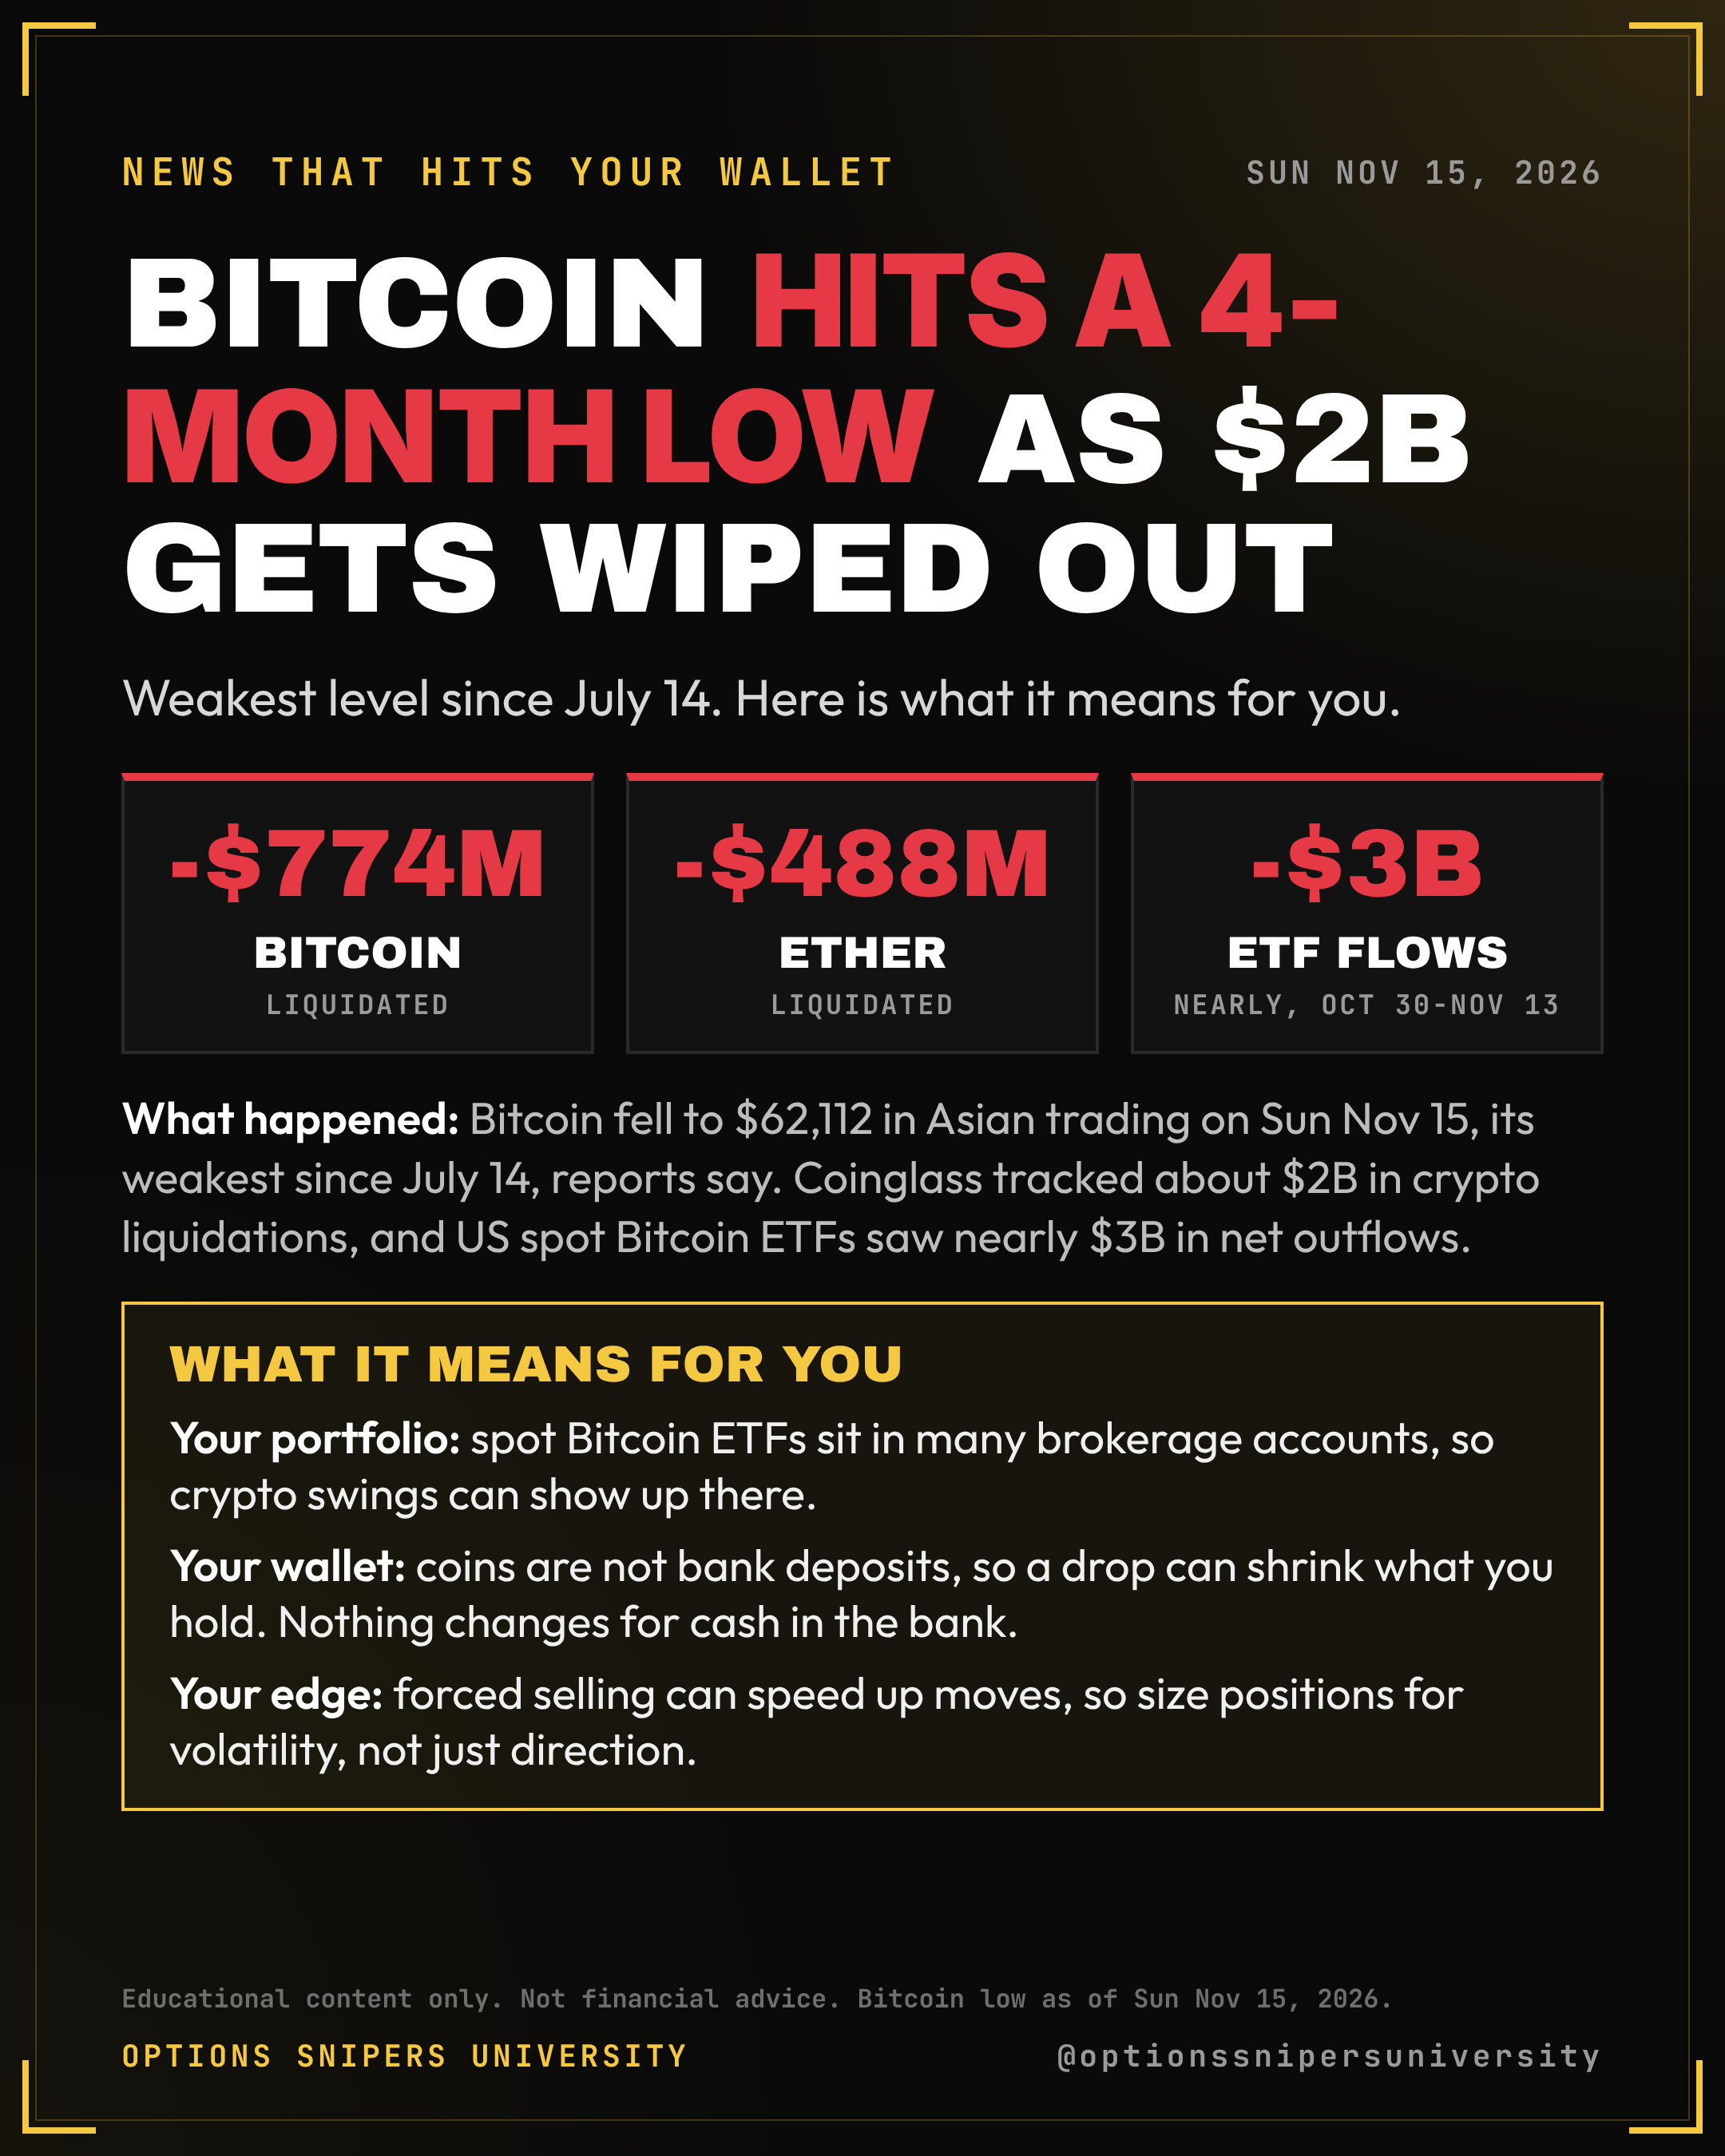 NEWS THAT HITS YOUR WALLET
SUN NOV 15, 2026
BITCOIN HITS A 4-
MONTH LOW AS $2B
GETS WIPED OUT
Weakest level since July 14. Here is what it means for you.
-$774M
BITCOIN
LIQUIDATED
-$488M
ETHER
LIQUIDATED
-$3B
ETF FLOWS
NEARLY, OCT 30-NOV 13
What happened: Bitcoin fell to $62,112 in Asian trading on Sun Nov 15, its
weakest since July 14, reports say. Coinglass tracked about $2B in crypto
liquidations, and US spot Bitcoin ETFs saw nearly $3B in net outflows.
WHAT IT MEANS FOR YOU
Your portfolio: spot Bitcoin ETFs sit in many brokerage accounts, so
crypto swings can show up there.
Your wallet: coins are not bank deposits, so a drop can shrink what you
hold. Nothing changes for cash in the bank.
Your edge: forced selling can speed up moves, so size positions for
volatility, not just direction.
Educational content only. Not financial advice. Bitcoin low as of Sun Nov 15, 2026.
OPTIONS SNIPERS UNIVERSITY
@optionssnipersuniversity